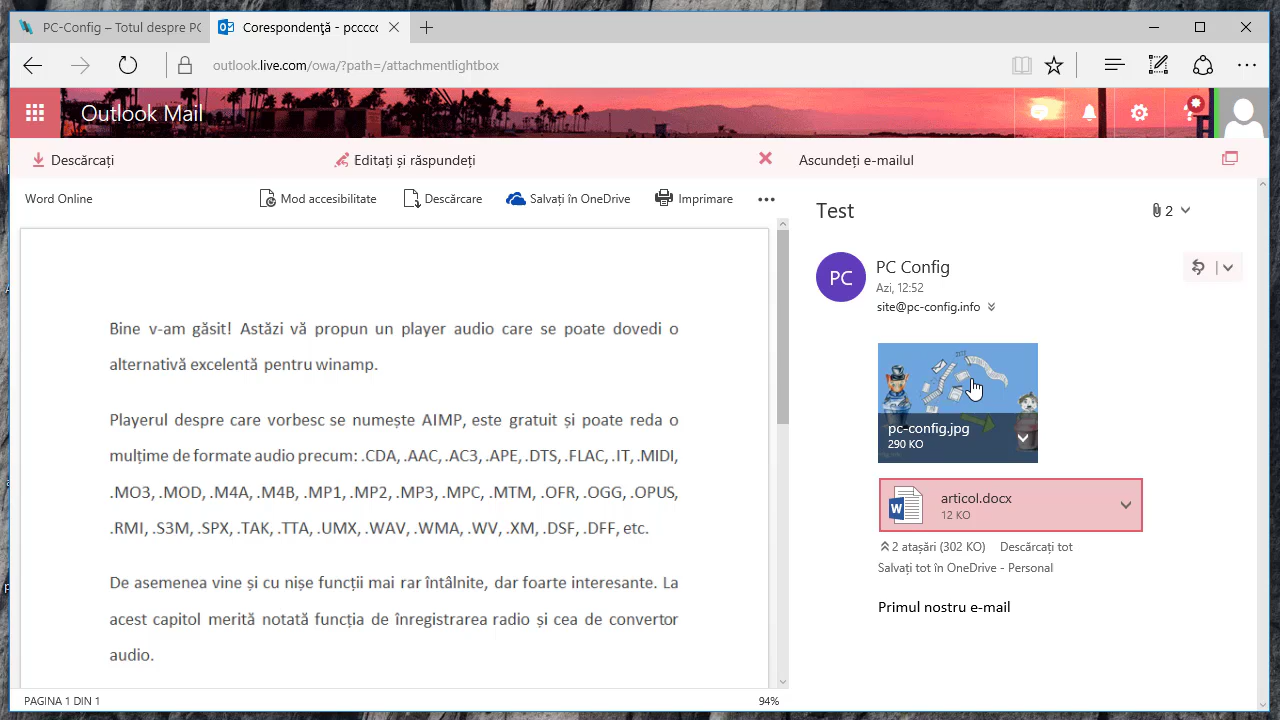 PC-Config – Totul despre PC
Corespondenţă - pccccc
outlook.live.com/owa/?path=/attachmentlightbox
Outlook Mail
Descărcați
Editați și răspundeți
Ascundeți e-mailul
Word Online
Mod accesibilitate
Descărcare
Salvați în OneDrive
Imprimare
Bine v-am găsit! Astăzi vă propun un player audio care se poate dovedi o
alternativă excelentă pentru winamp.
Playerul despre care vorbesc se numește AIMP, este gratuit și poate reda o
mulțime de formate audio precum: .CDA, .AAC, .AC3, .APE, .DTS, .FLAC, .IT, .MIDI,
.MO3, .MOD, .M4A, .M4B, .MP1, .MP2, .MP3, .MPC, .MTM, .OFR, .OGG, .OPUS,
.RMI, .S3M, .SPX, .TAK, .TTA, .UMX, .WAV, .WMA, .WV, .XM, .DSF, .DFF, etc.
De asemenea vine și cu nișe funcții mai rar întâlnite, dar foarte interesante. La
acest capitol merită notată funcția de înregistrarea radio și cea de convertor
audio.
PAGINA 1 DIN 1
94%
Test
2
PC
PC Config
Azi, 12:52
site@pc-config.info
pc-config.jpg
290 KO
articol.docx
12 KO
2 atașări (302 KO)
Descărcați tot
Salvați tot în OneDrive - Personal
Primul nostru e-mail